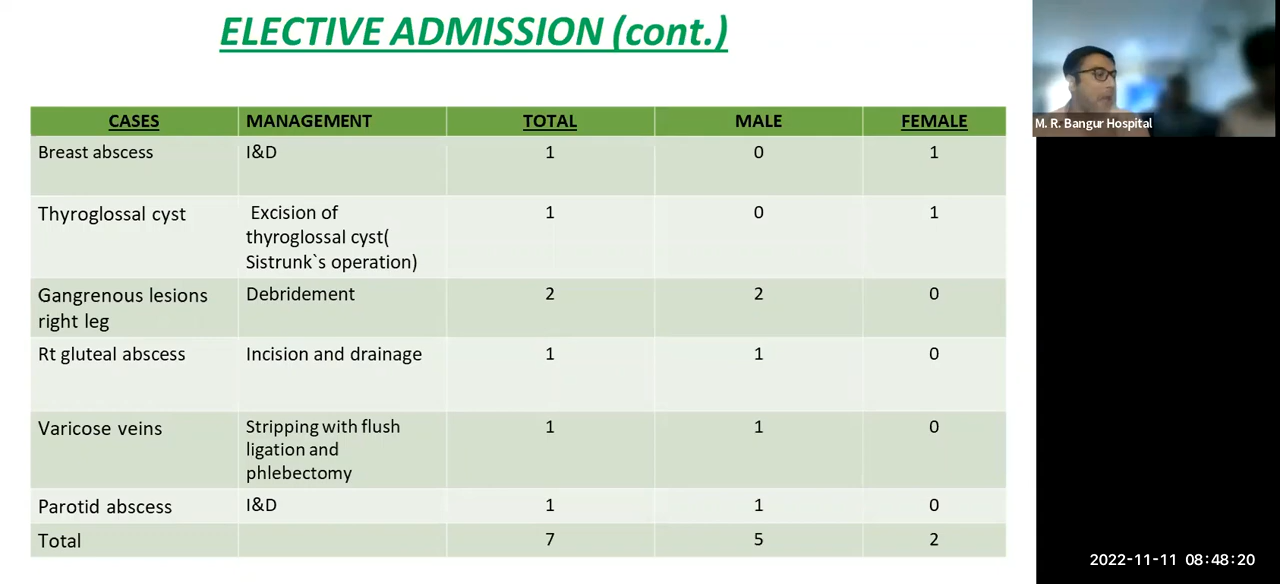 ELECTIVE ADMISSION (cont.)
M. R. Bangur Hospital
CASES MANAGEMENT TOTAL MALE FEMALE
Breast abscess I&D 1 0 1
Thyroglossal cyst Excision of 1 0 1
thyroglossal cyst(
Sistrunk`s operation)
Gangrenous lesions Debridement 2 2 0
right leg
Rt gluteal abscess Incision and drainage 1 1 0
Varicose veins Stripping with flush 1 1 0
ligation and
phlebectomy
Parotid abscess I&D 1 1 0
Total 7 5 2
2022-11-11 08:48:20